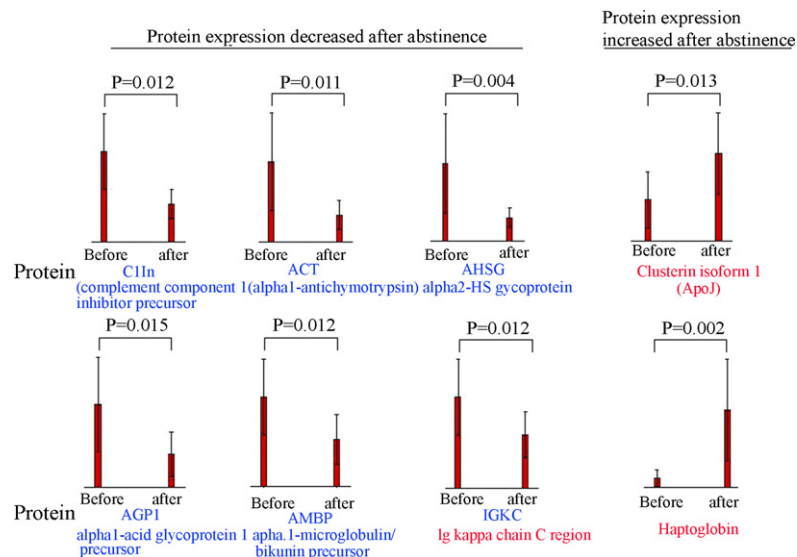 Protein expression decreased after abstinence
Protein expression
increased after abstinence
P=0.012
P=0.011
P=0.004
P=0.013
Before after
Before after
Before after
Before after
Protein
C1In
(complement component 1
inhibitor precursor
ACT
(alpha1-antichymotrypsin)
AHSG
alpha2-HS gycoprotein
Clusterin isoform 1
(ApoJ)
P=0.015
P=0.012
P=0.012
P=0.002
Before after
Before after
Before after
Before after
Protein
AGP1
alpha1-acid glycoprotein 1
precursor
AMBP
apha.1-microglobulin/
bikunin precursor
IGKC
Ig kappa chain C region
Haptoglobin